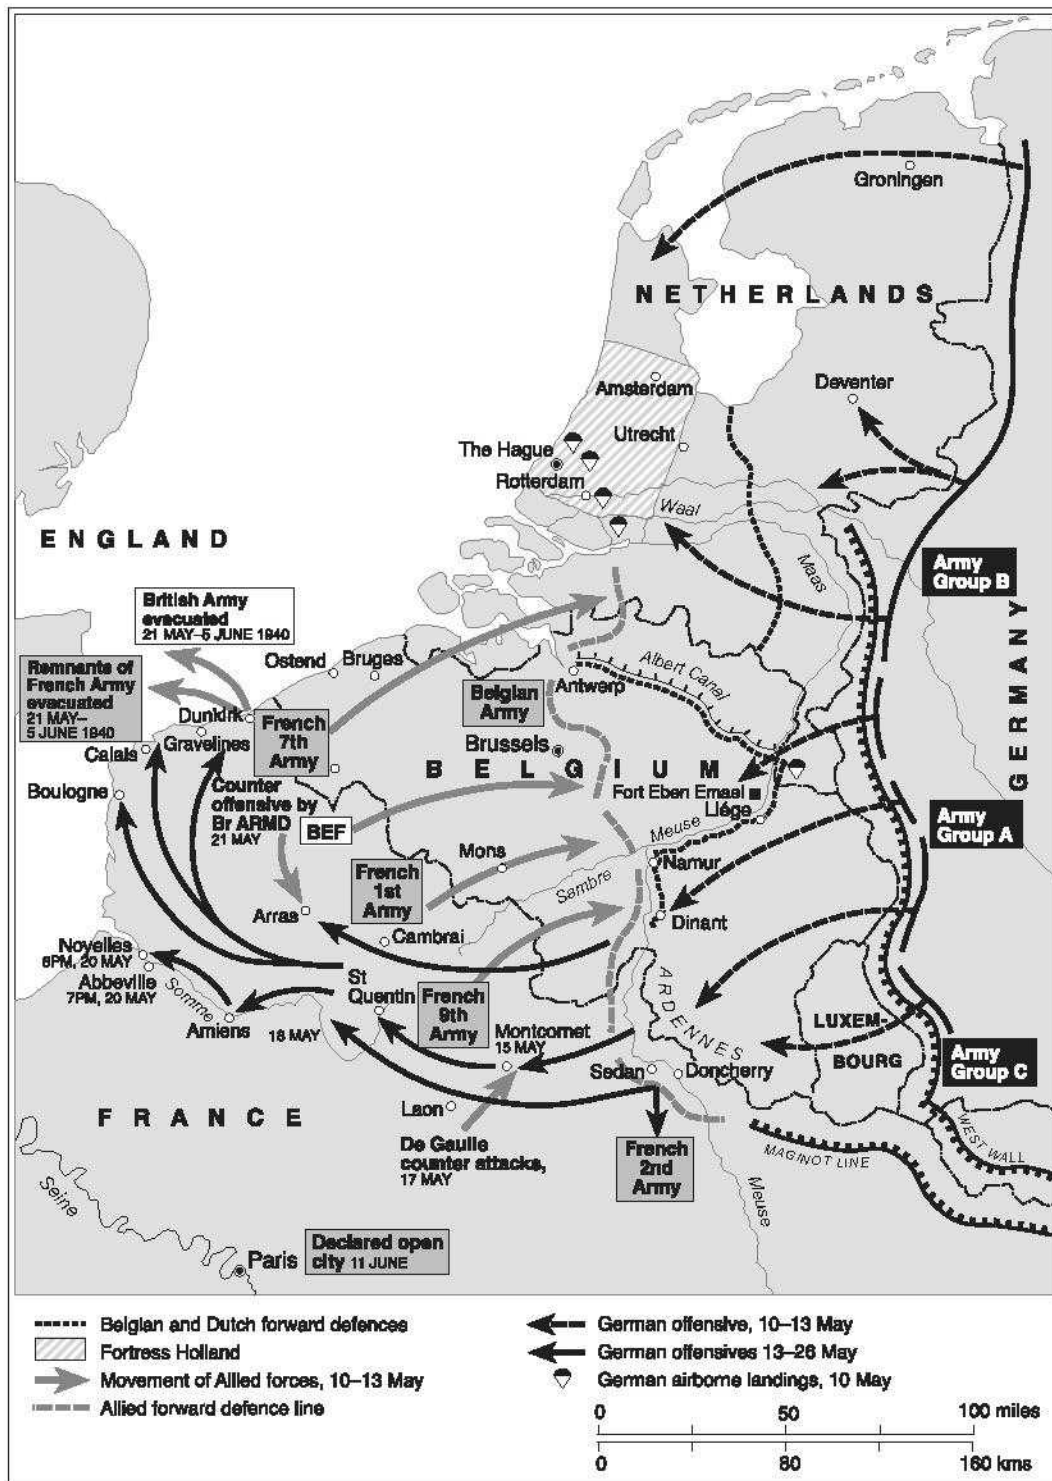 Groningen
NETHERLANDS
Amsterdam
Deventer
The Hague
Utrecht
Rotterdam
Waal
Maas
ENGLAND
Army
Group B
GERMANY
British Army
evacuated
21 MAY–5 JUNE 1940
Remnants of
French Army
evacuated
21 MAY–
5 JUNE 1940
Ostend
Bruges
Dunkirk
Gravelines
Calais
Boulogne
French
7th
Army
Belgian
Army
Antwerp
Albert Canal
Brussels
BELGIUM
Fort Eben Emael
Liége
Counter
offensive by
Br ARMD
21 MAY
BEF
Army
Group A
Meuse
Mons
Namur
Sambre
French
1st
Army
Arras
Cambrai
Dinant
Noyelles
6PM, 20 MAY
Abbeville
7PM, 20 MAY
Somme
Amiens
St
Quentin
18 MAY
French
9th
Army
Montcornet
15 MAY
ARDENNES
LUXEM-
BOURG
Army
Group C
Sedan
Doncherry
Laon
FRANCE
De Gaulle
counter attacks,
17 MAY
French
2nd
Army
MAGINOT LINE
WEST WALL
Meuse
Seine
Paris
Declared open
city 11 JUNE
Belgian and Dutch forward defences
Fortress Holland
Movement of Allied forces, 10–13 May
Allied forward defence line
German offensive, 10–13 May
German offensives 13–26 May
German airborne landings, 10 May
0 50 100 miles
0 80 160 kms